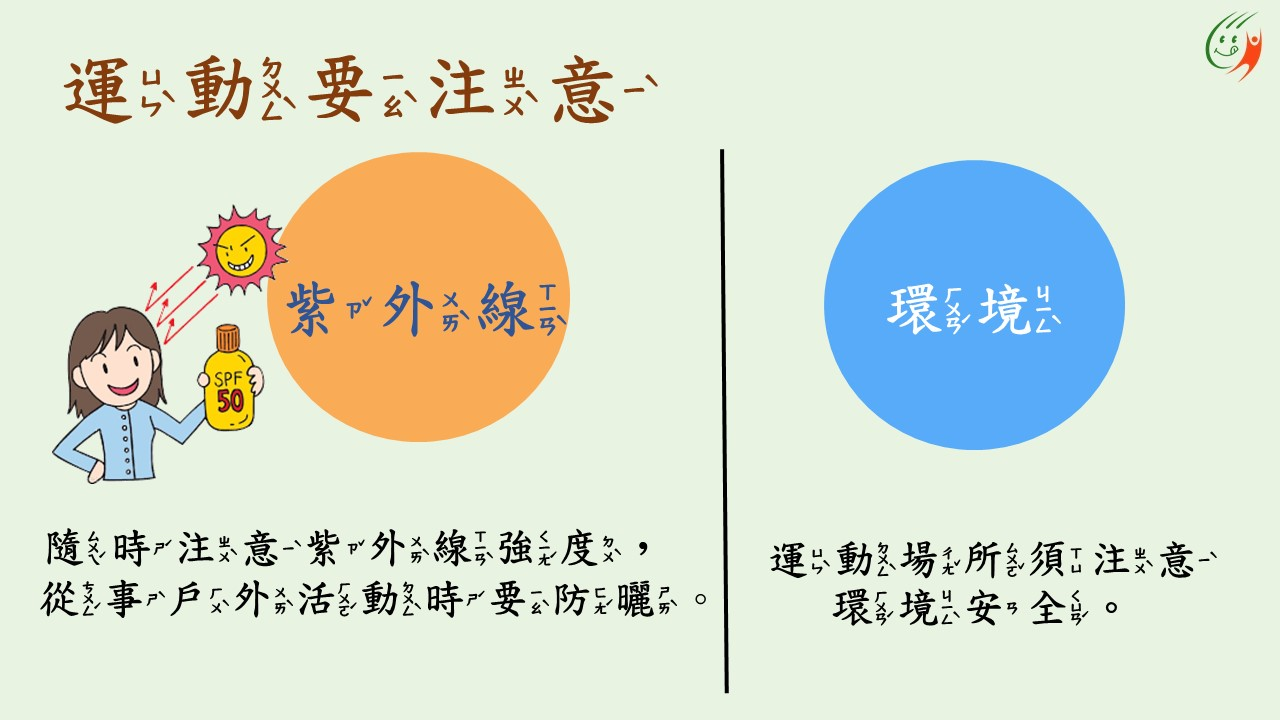 運動要注意
紫外線
SPF
50
隨時注意紫外線強度，
從事戶外活動時要防曬。
環境
運動場所須注意
環境安全。